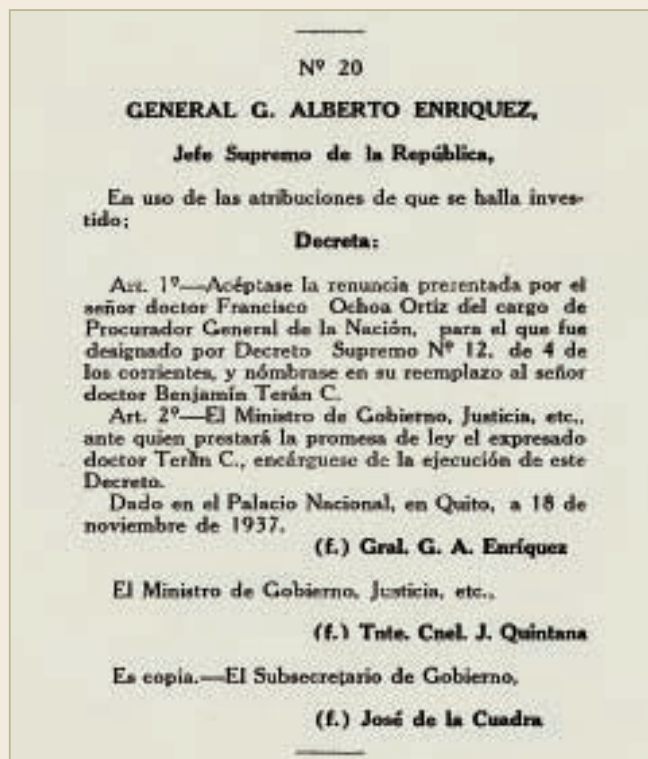 Nº 20
GENERAL G. ALBERTO ENRIQUEZ,
Jefe Supremo de la República,
En uso de las atribuciones de que se halla inves-
tido;
Decreta:
Art. 1º—Acéptase la renuncia presentada por el
señor doctor Francisco Ochoa Ortiz del cargo de
Procurador General de la Nación, para el que fue
designado por Decreto Supremo Nº 12, de 4 de
los corrientes, y nómbrase en su reemplazo al señor
doctor Benjamín Terán C.
Art. 2º—El Ministro de Gobierno, Justicia, etc.,
ante quien prestará la promesa de ley el expresado
doctor Terán C., encárguese de la ejecución de este
Decreto.
Dado en el Palacio Nacional, en Quito, a 18 de
noviembre de 1937.
(f.) Gral. G. A. Enríquez
El Ministro de Gobierno, Justicia, etc.,
(f.) Tnte. Cnel. J. Quintana
Es copia.—El Subsecretario de Gobierno,
(f.) José de la Cuadra